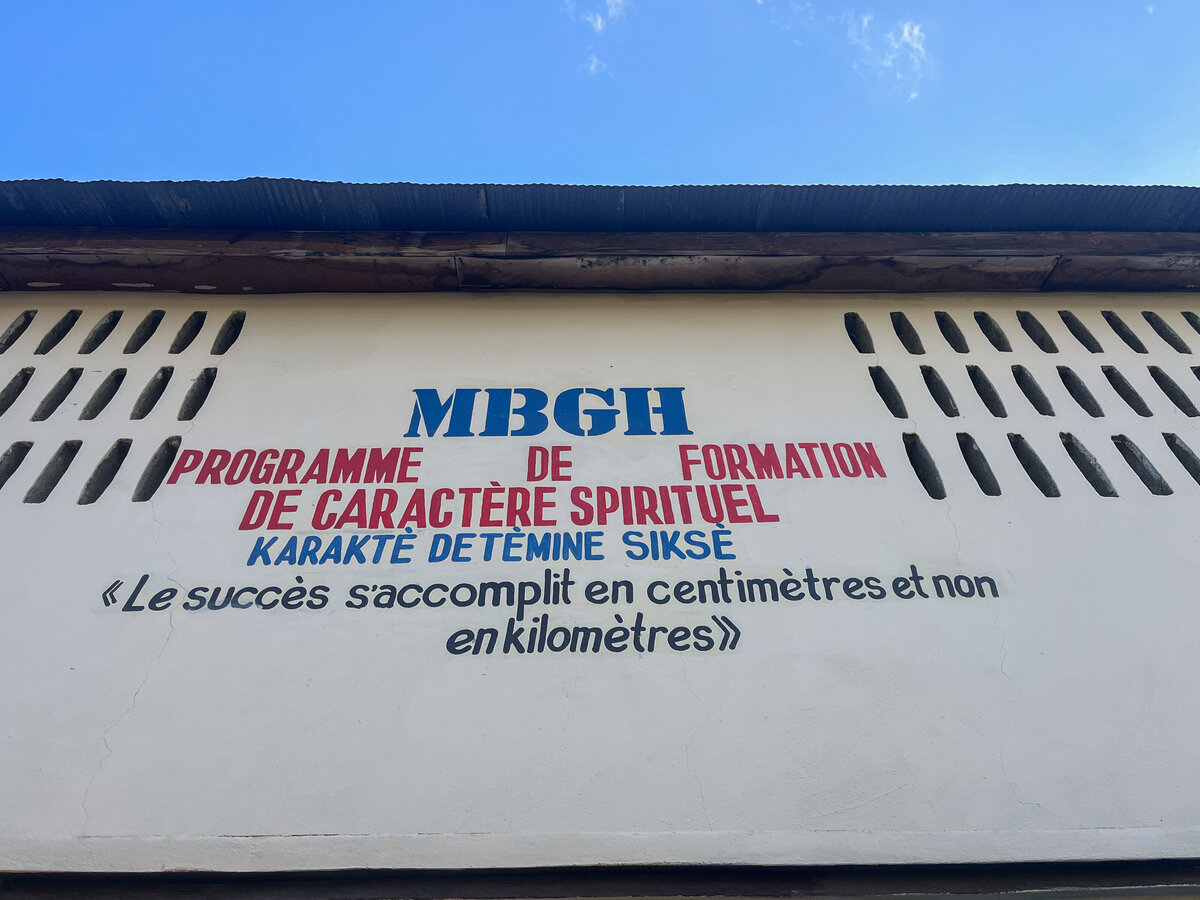 MBGH
PROGRAMME DE FORMATION
DE CARACTÈRE SPIRITUEL
KARAKTÈ DETÈMINE SIKSÈ
«Le succès s'accomplit en centimètres et non
en kilomètres»